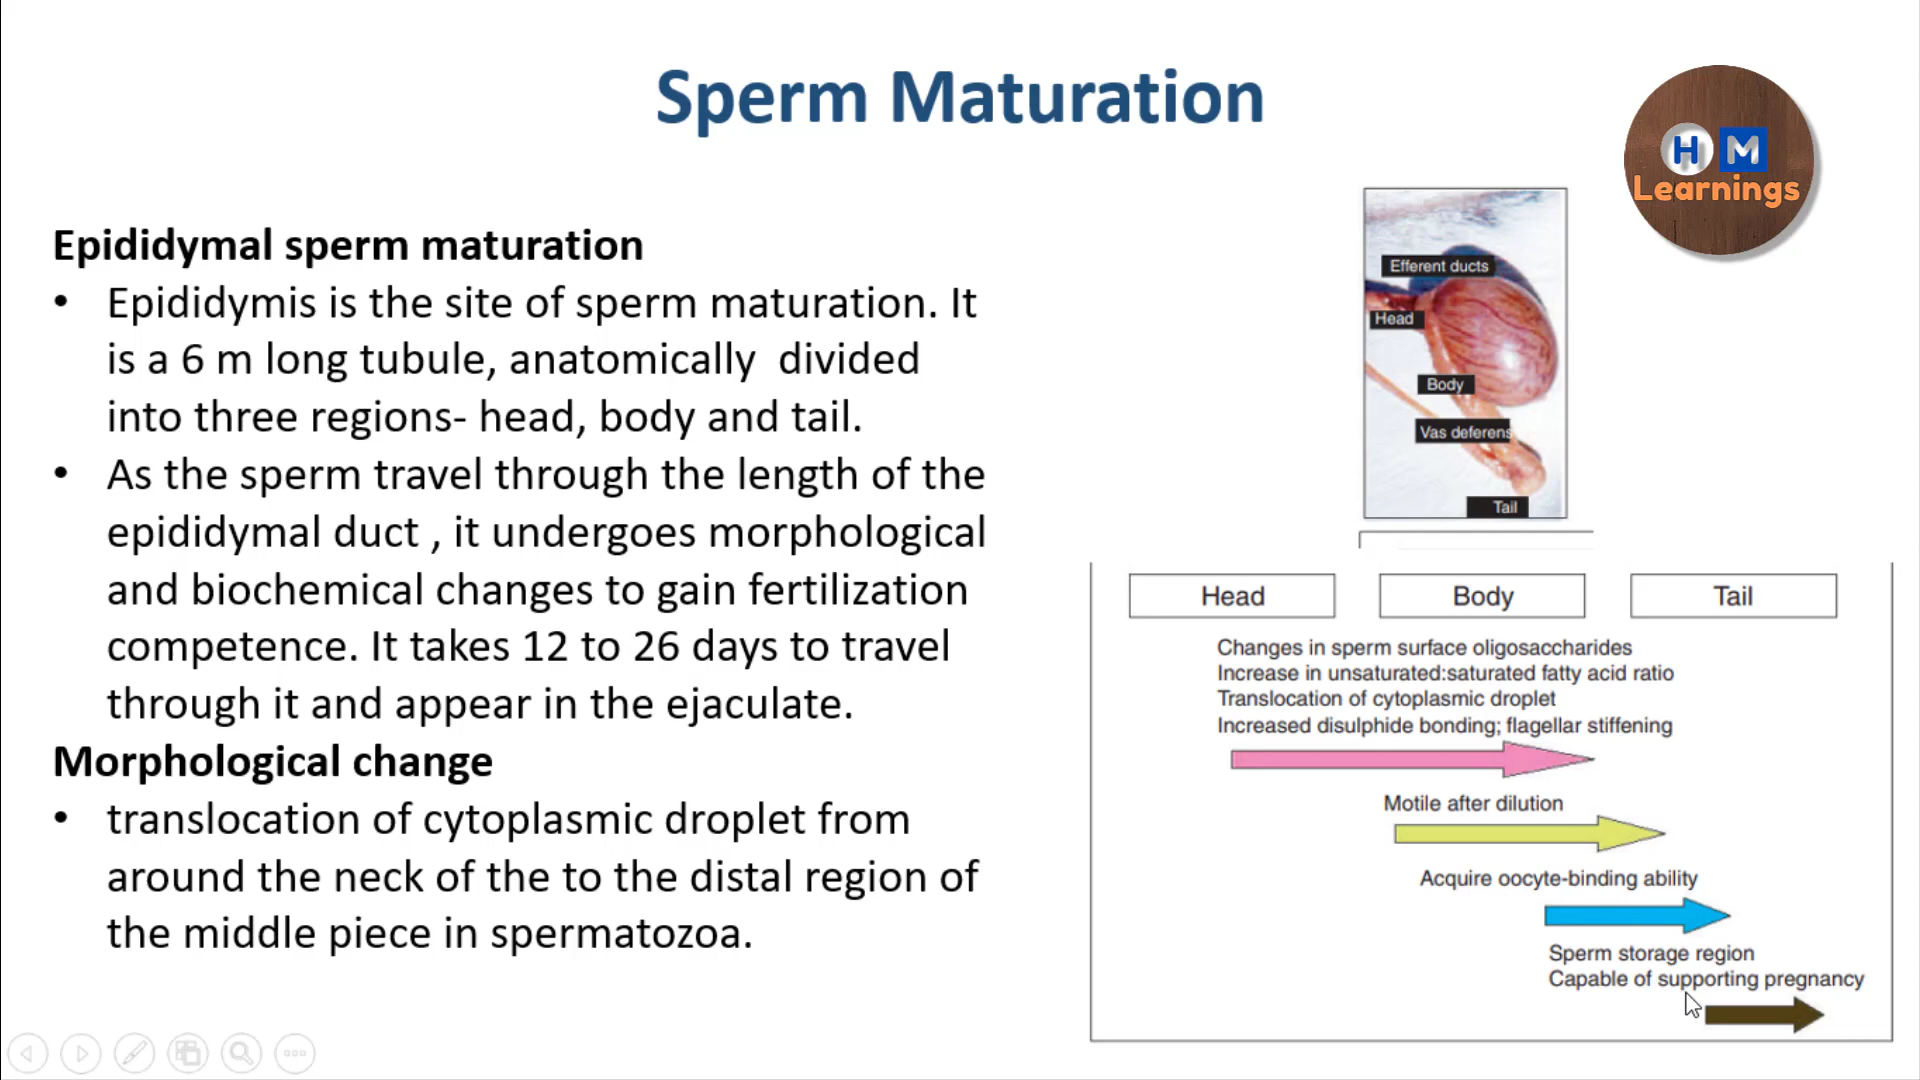 Sperm Maturation
H M
Learnings
Epididymal sperm maturation
• Epididymis is the site of sperm maturation. It
is a 6 m long tubule, anatomically  divided
into three regions- head, body and tail.
• As the sperm travel through the length of the
epididymal duct , it undergoes morphological
and biochemical changes to gain fertilization
competence. It takes 12 to 26 days to travel
through it and appear in the ejaculate.
Morphological change
• translocation of cytoplasmic droplet from
around the neck of the to the distal region of
the middle piece in spermatozoa.
Efferent ducts
Head
Body
Vas deferens
Tail
Head
Body
Tail
Changes in sperm surface oligosaccharides
Increase in unsaturated:saturated fatty acid ratio
Translocation of cytoplasmic droplet
Increased disulphide bonding; flagellar stiffening
Motile after dilution
Acquire oocyte-binding ability
Sperm storage region
Capable of supporting pregnancy